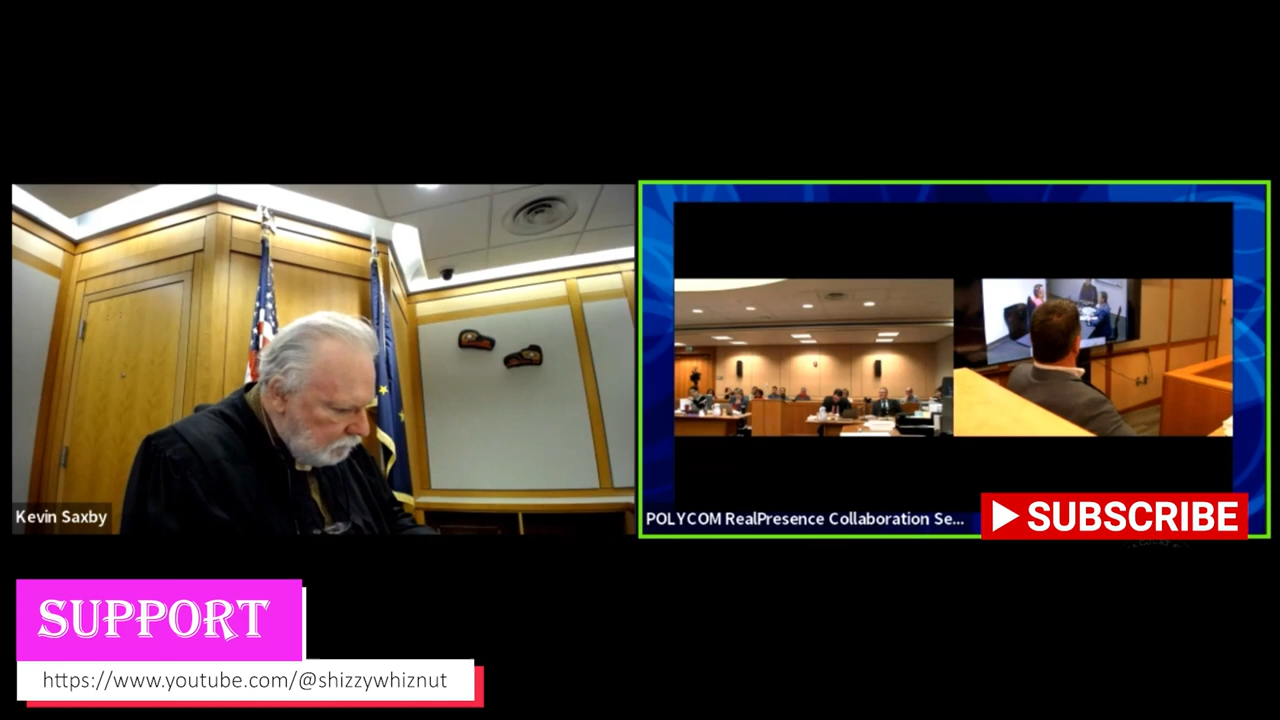 Kevin Saxby
POLYCOM RealPresence Collaboration Se...
SUBSCRIBE
SUPPORT
https://www.youtube.com/@shizzywhiznut